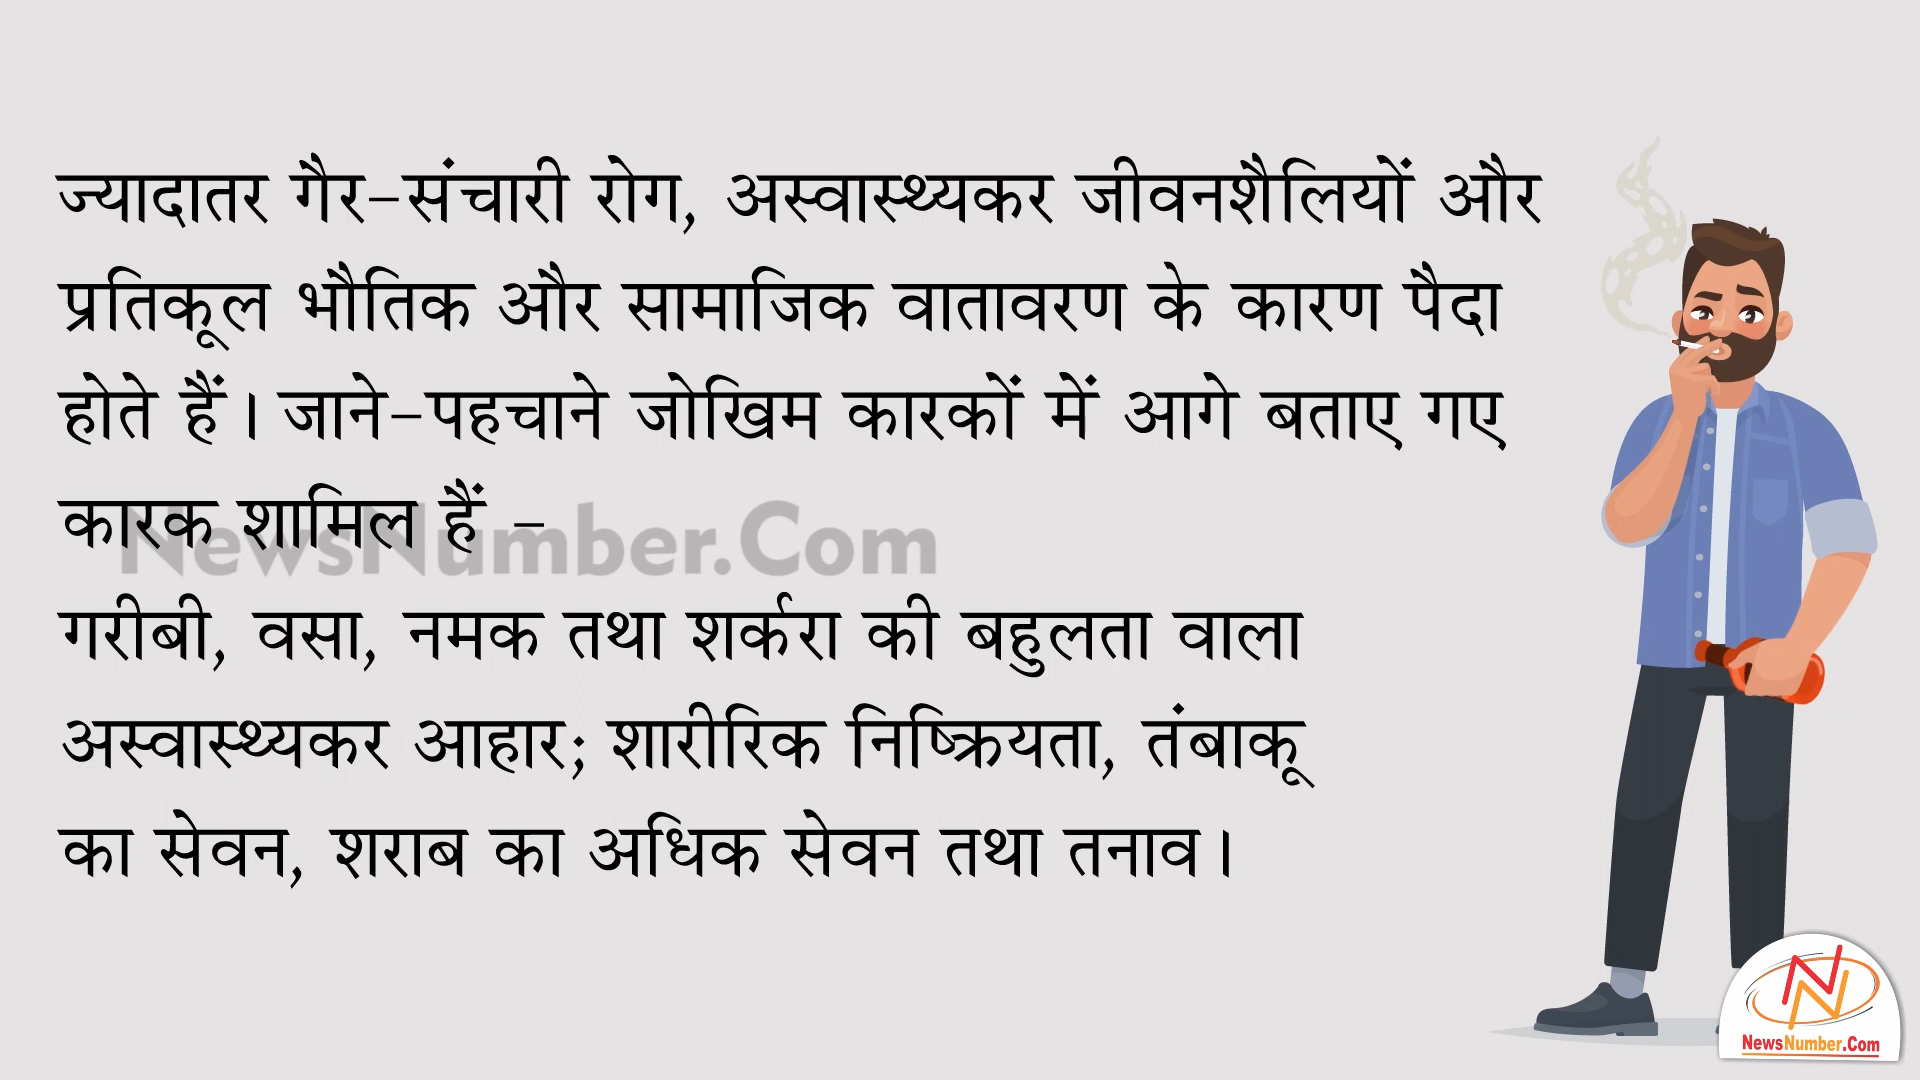 ज्यादातर गैर-संचारी रोग, अस्वास्थ्यकर जीवनशैलियों और
प्रतिकूल भौतिक और सामाजिक वातावरण के कारण पैदा
होते हैं। जाने-पहचाने जोखिम कारकों में आगे बताए गए
कारक शामिल हैं -
NewsNumber.Com
गरीबी, वसा, नमक तथा शर्करा की बहुलता वाला
अस्वास्थ्यकर आहार; शारीरिक निष्क्रियता, तंबाकू
का सेवन, शराब का अधिक सेवन तथा तनाव।
NewsNumber.Com